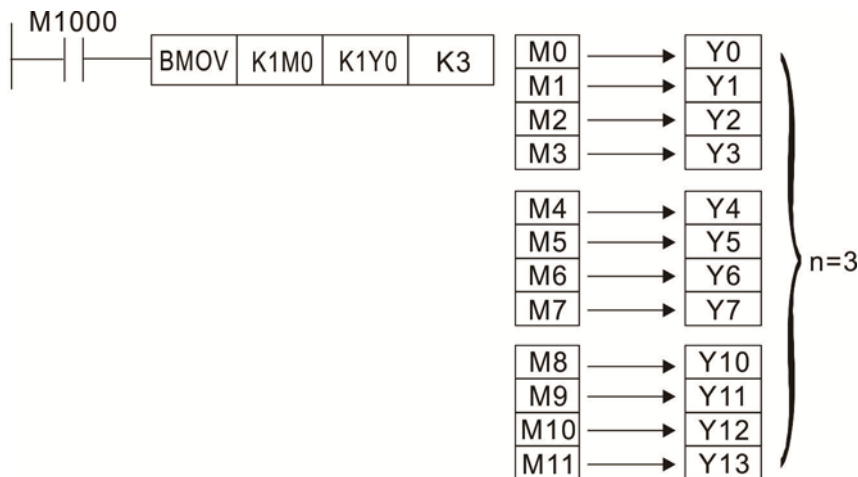 M1000
BMOV K1M0 K1Y0 K3
M0 Y0
M1 Y1
M2 Y2
M3 Y3
M4 Y4
M5 Y5
M6 Y6
M7 Y7
n=3
M8 Y10
M9 Y11
M10 Y12
M11 Y13